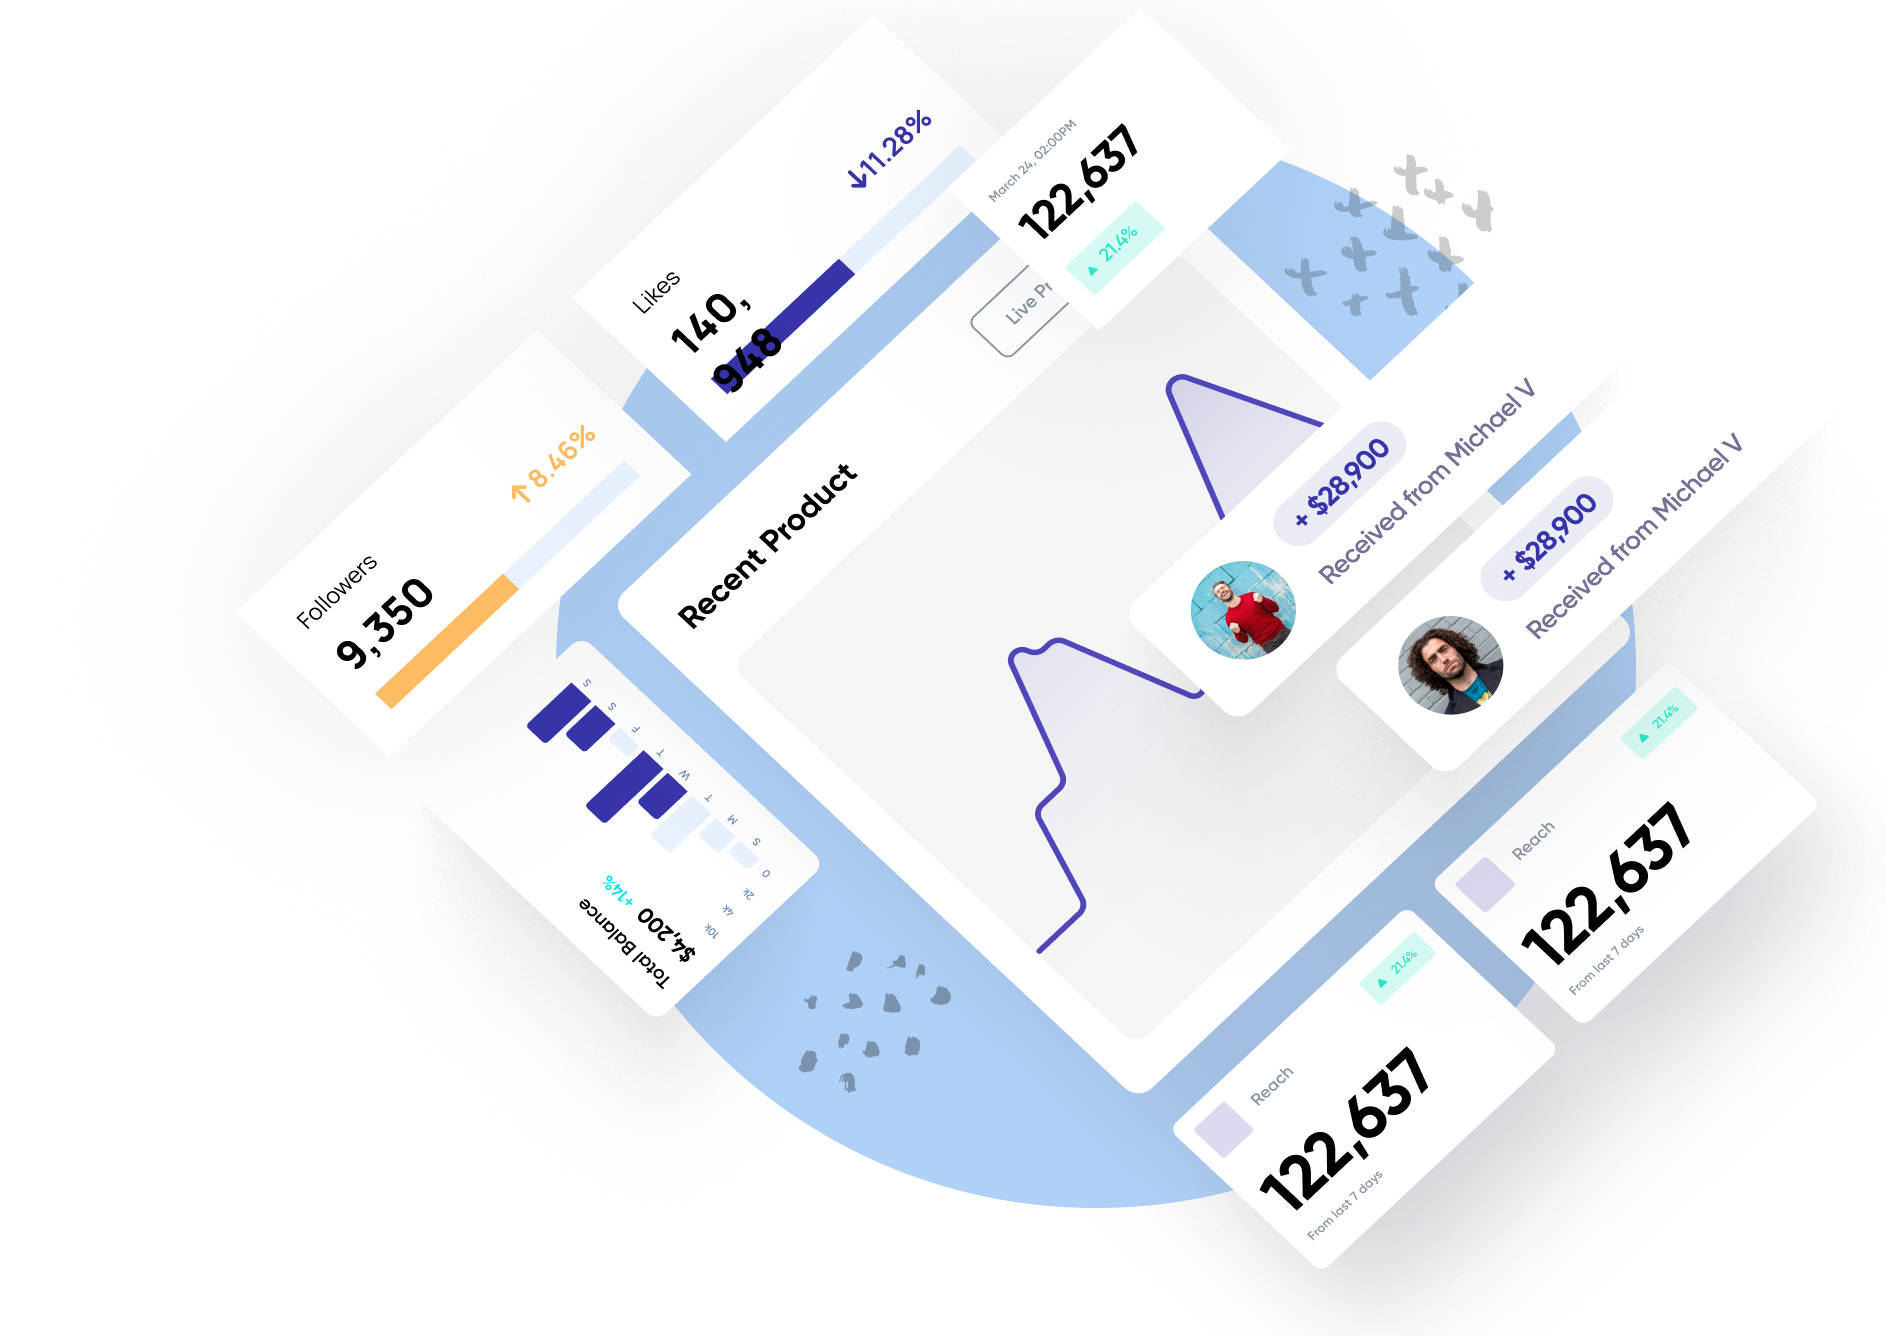 Likes
140,
948
↓11.28%
March 24, 02:00PM
122,637
▲ 21.4%
Followers
9,350
↑8.46%
Recent Product
Live Pr
+ $28,900
Received from Michael V
+ $28,900
Received from Michael V
Total Balance
$4,200 +14%
10k
4k
2k
0
S M T W T F S S
Reach
▲ 21.4%
122,637
From last 7 days
Reach
▲ 21.4%
122,637
From last 7 days